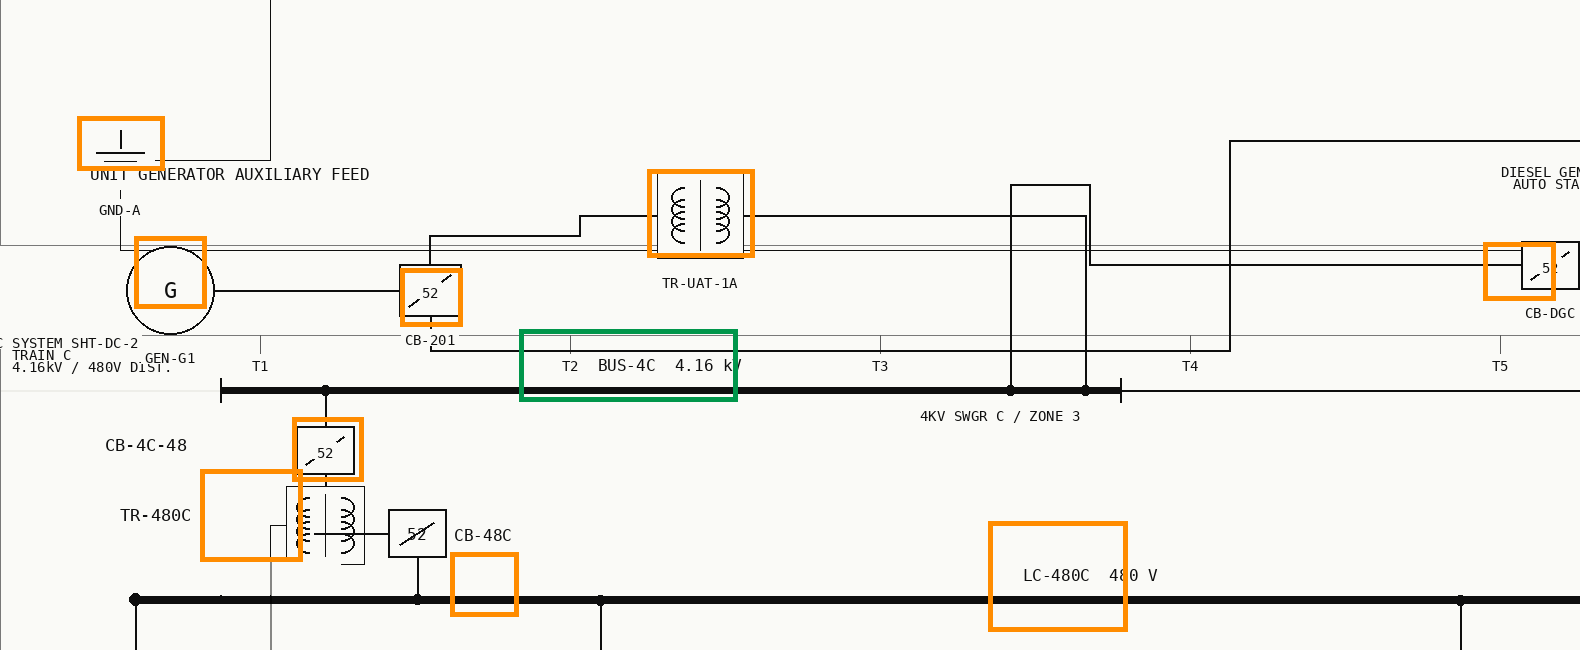 UNIT GENERATOR AUXILIARY FEED
GND-A
DIESEL GEN
AUTO STA
G
52
TR-UAT-1A
52
CB-DGC
CB-201
SYSTEM SHT-DC-2
TRAIN C
4.16kV / 480V DIST.
GEN-G1
T1
T2
BUS-4C 4.16 kV
T3
T4
T5
4KV SWGR C / ZONE 3
CB-4C-48
52
TR-480C
52
CB-48C
LC-480C 480 V